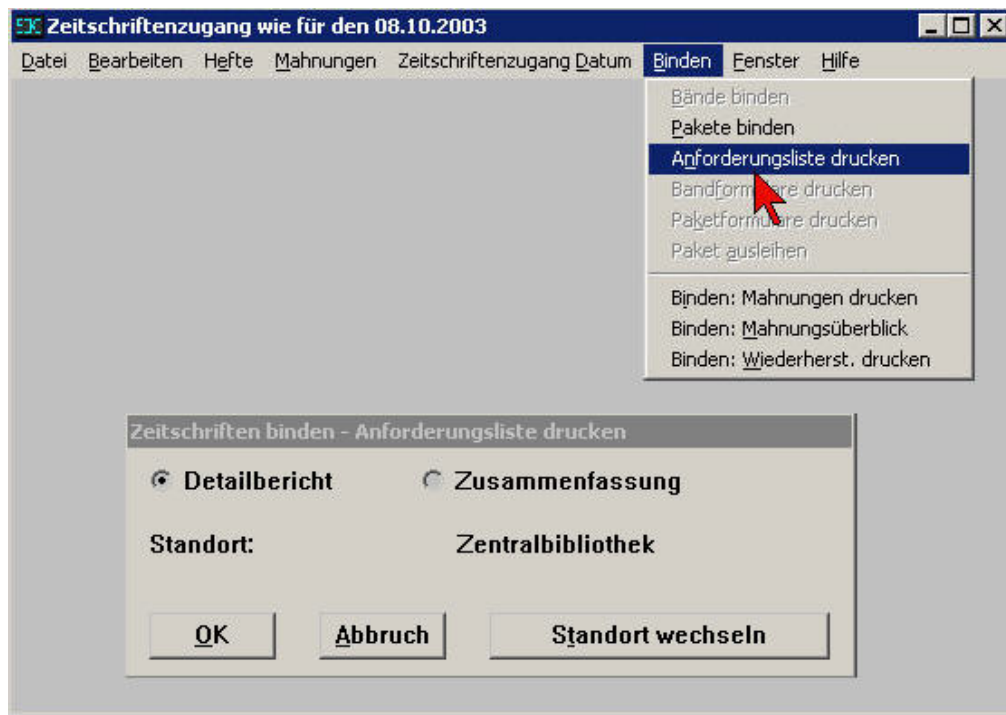 Zeitschriftenzugang wie für den 08.10.2003
Datei Bearbeiten Hefte Mahnungen Zeitschriftenzugang Datum Binden Fenster Hilfe
Bände binden
Pakete binden
Anforderungsliste drucken
Bandformulare drucken
Paketformulare drucken
Paket ausleihen
Binden: Mahnungen drucken
Binden: Mahnungsüberblick
Binden: Wiederherst. drucken
Zeitschriften binden - Anforderungsliste drucken
Detailbericht Zusammenfassung
Standort: Zentralbibliothek
OK Abbruch Standort wechseln